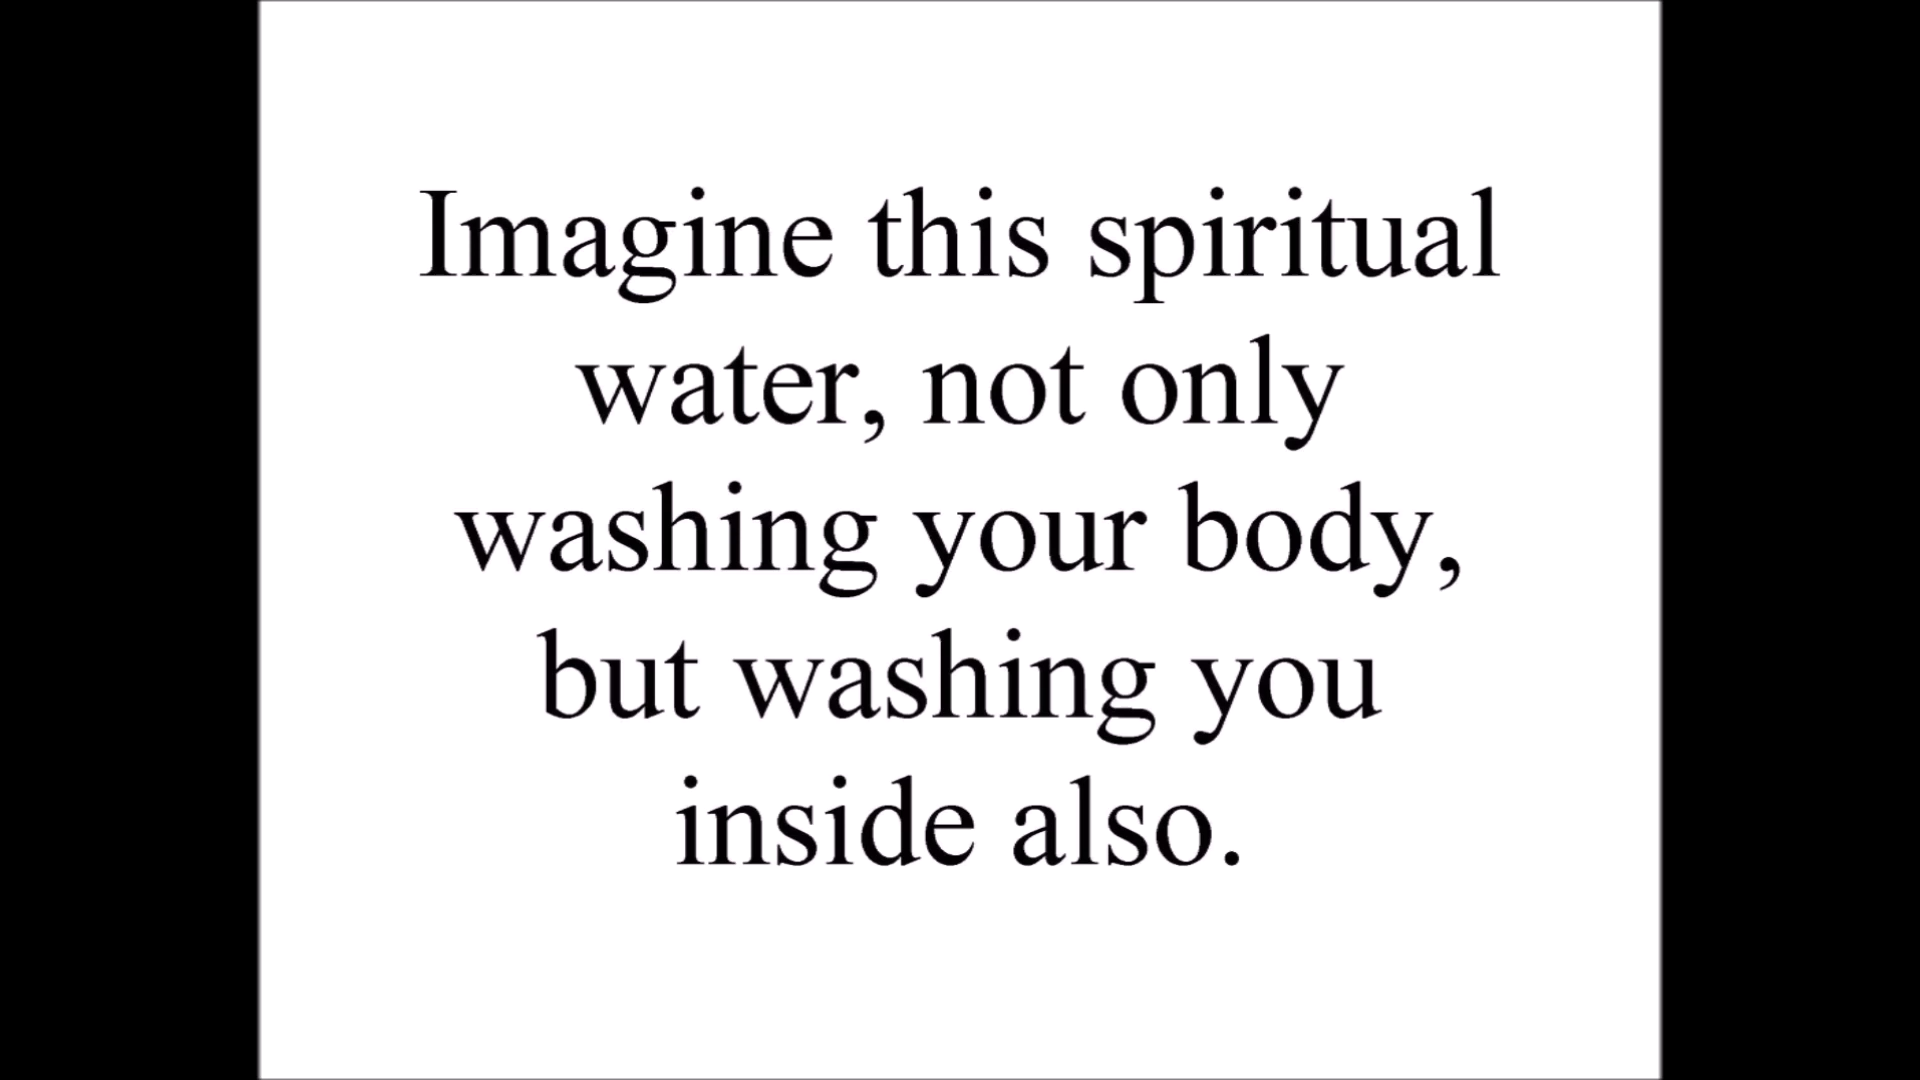 Imagine this spiritual
water, not only
washing your body,
but washing you
inside also.